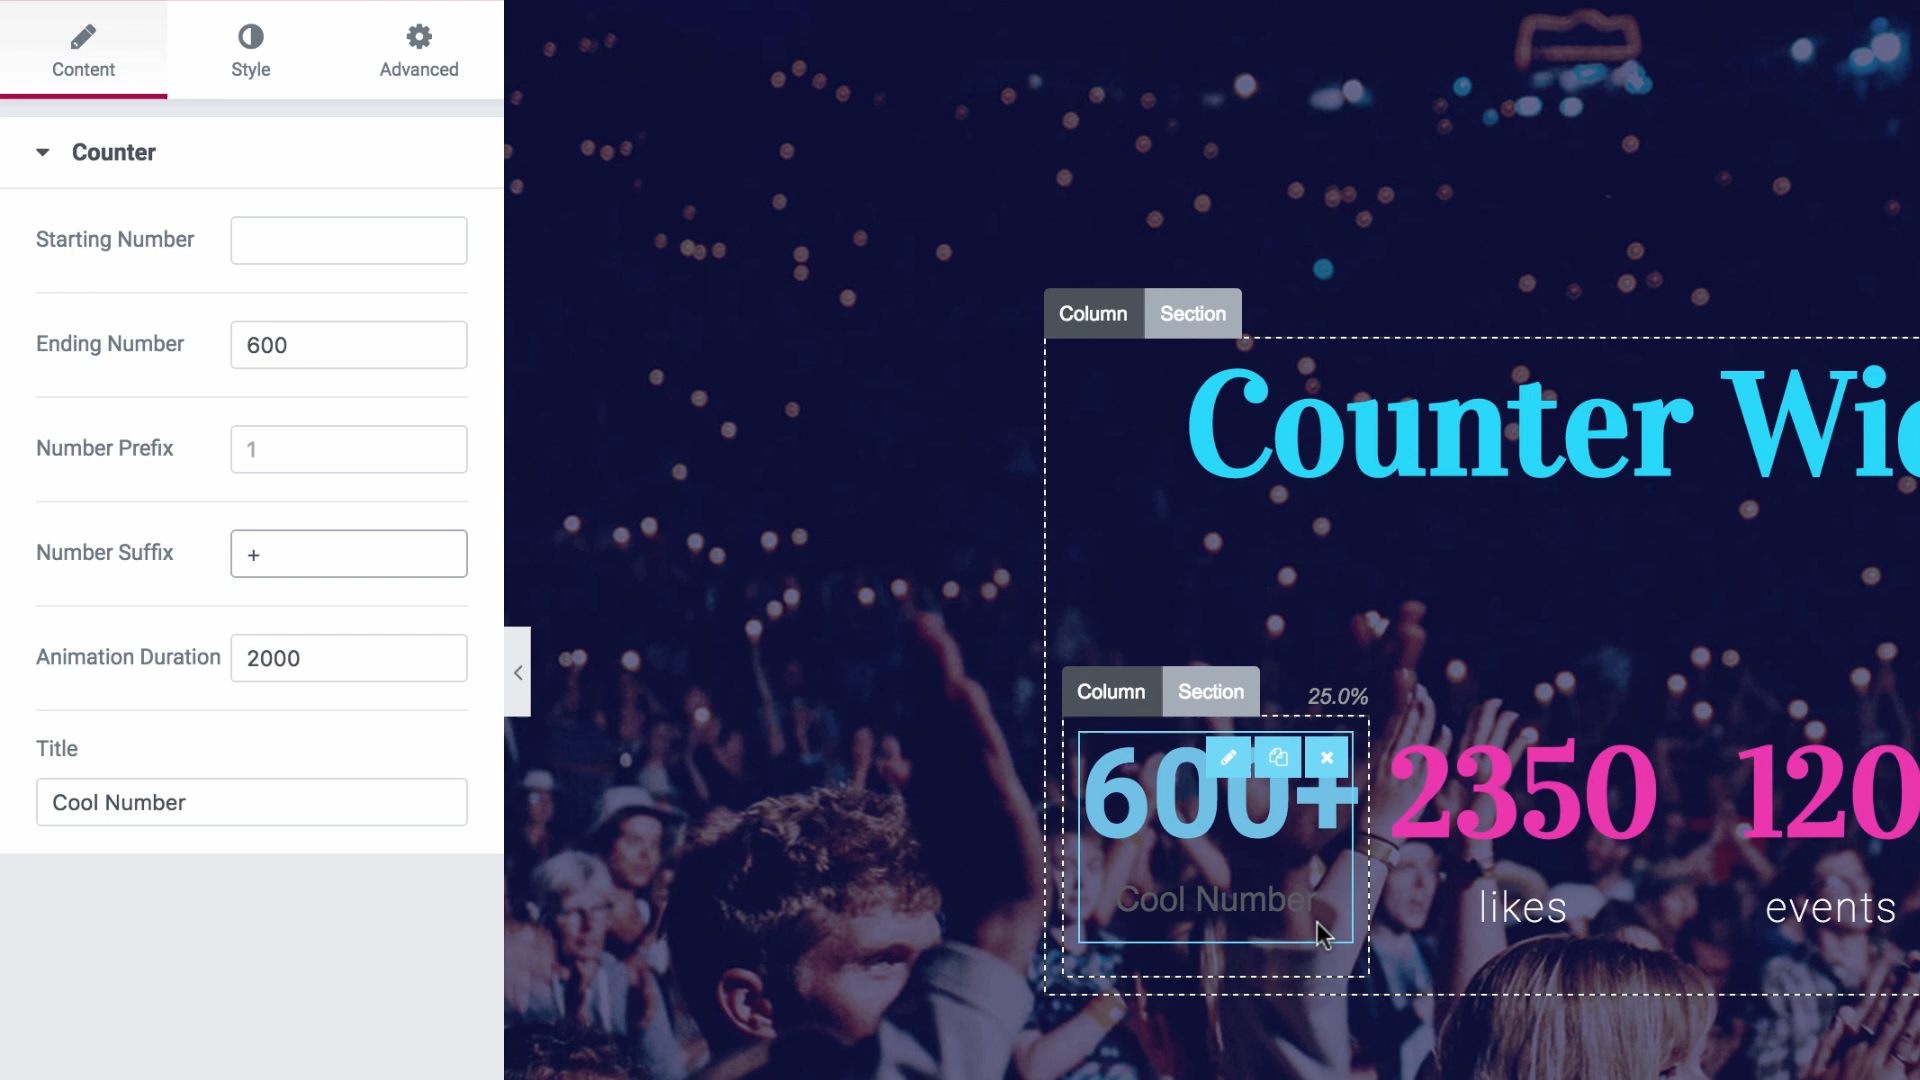 Content
Style
Advanced
Counter
Starting Number
Ending Number
600
Number Prefix
1
Number Suffix
+
Animation Duration
2000
Title
Cool Number
Column
Section
Counter Wi
Column
Section
25.0%
600+
2350
120
Cool Number
likes
events